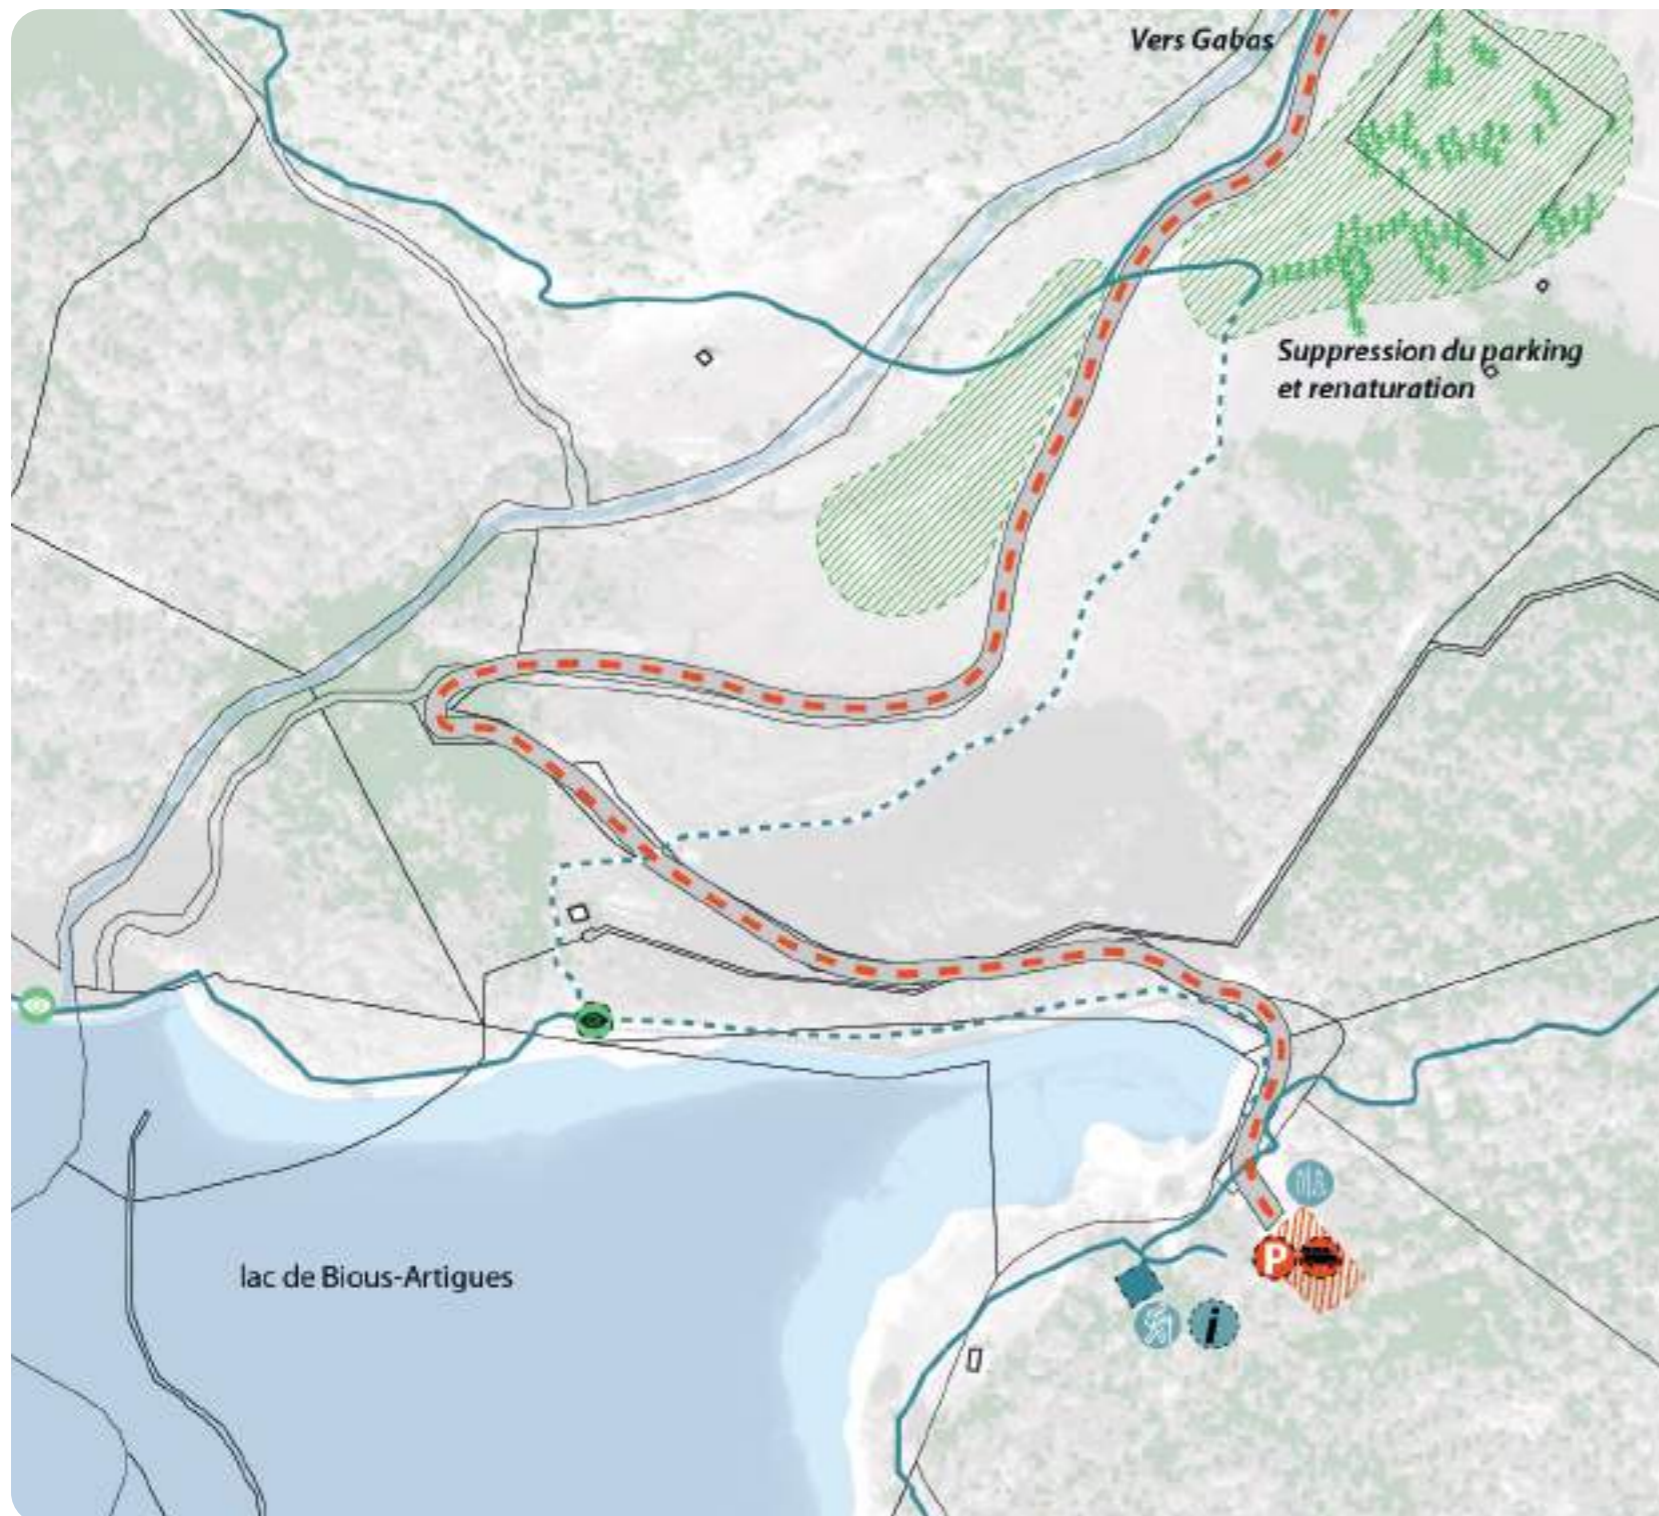 Vers Gabas
Suppression du parking
et renaturation
lac de Bious-Artigues
P
i